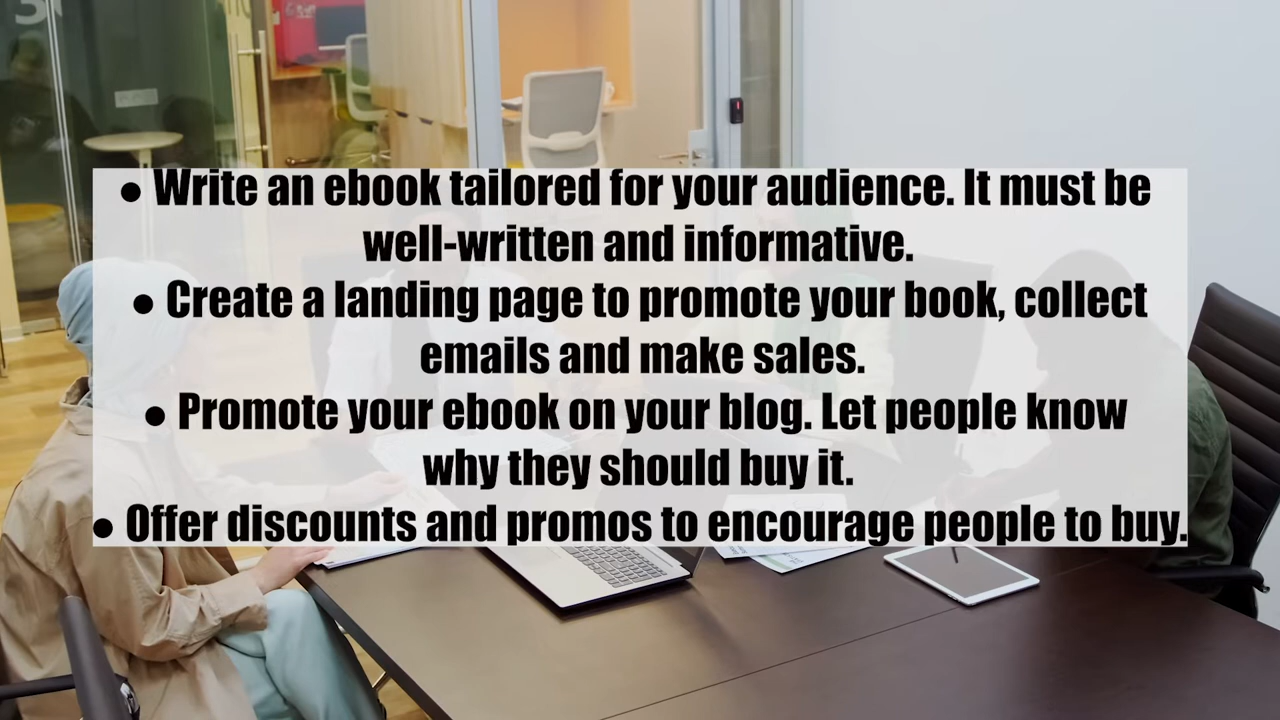 ● Write an ebook tailored for your audience. It must be
well-written and informative.
● Create a landing page to promote your book, collect
emails and make sales.
● Promote your ebook on your blog. Let people know
why they should buy it.
● Offer discounts and promos to encourage people to buy.